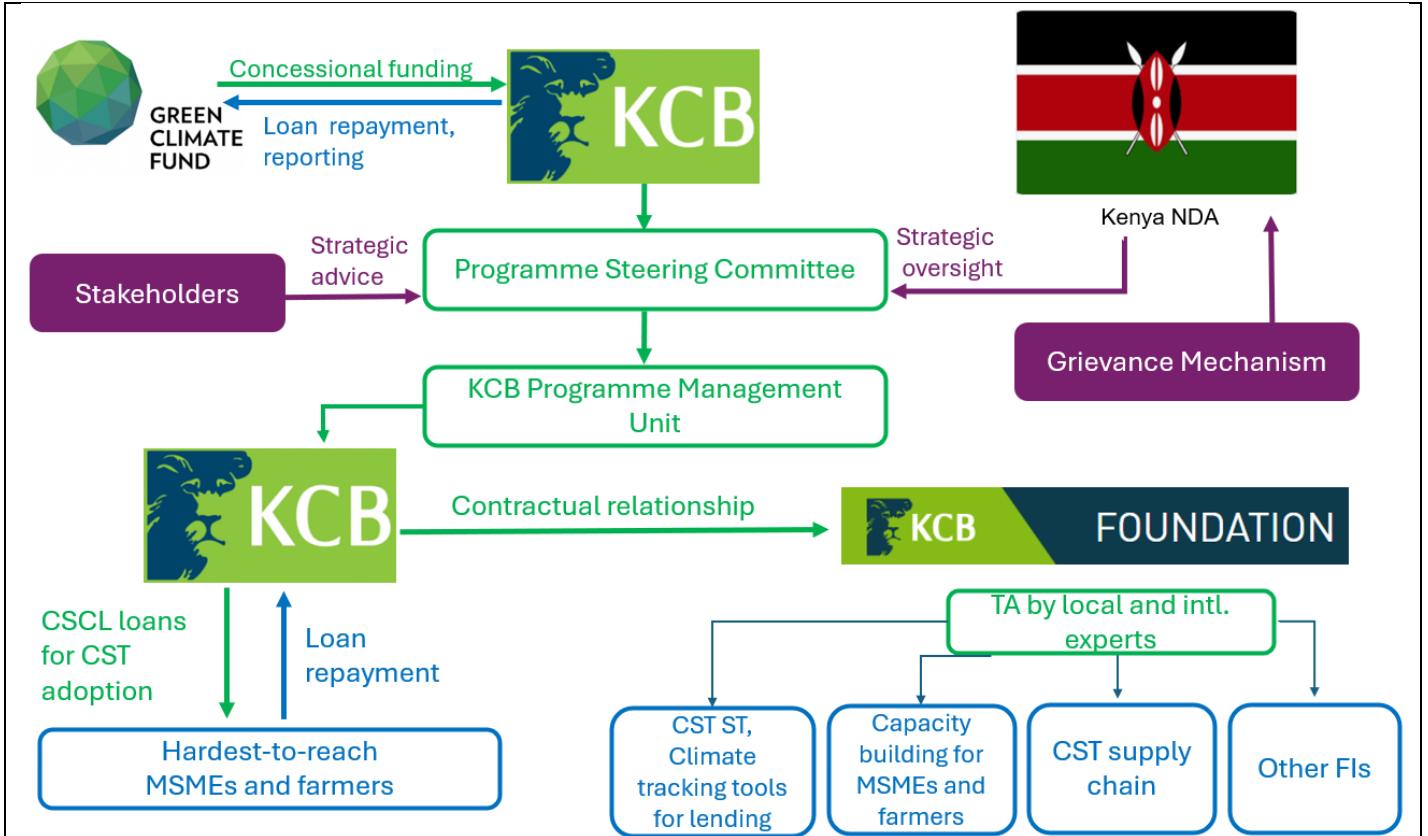 GREEN
CLIMATE
FUND
Concessional funding
Loan repayment,
reporting
KCB
Kenya NDA
Stakeholders
Strategic
advice
Programme Steering Committee
Strategic
oversight
Grievance Mechanism
KCB Programme Management
Unit
KCB
Contractual relationship
KCB
FOUNDATION
CSCL loans
for CST
adoption
Loan
repayment
Hardest-to-reach
MSMEs and farmers
TA by local and intl.
experts
CST ST,
Climate
tracking tools
for lending
Capacity
building for
MSMEs and
farmers
CST supply
chain
Other FIs